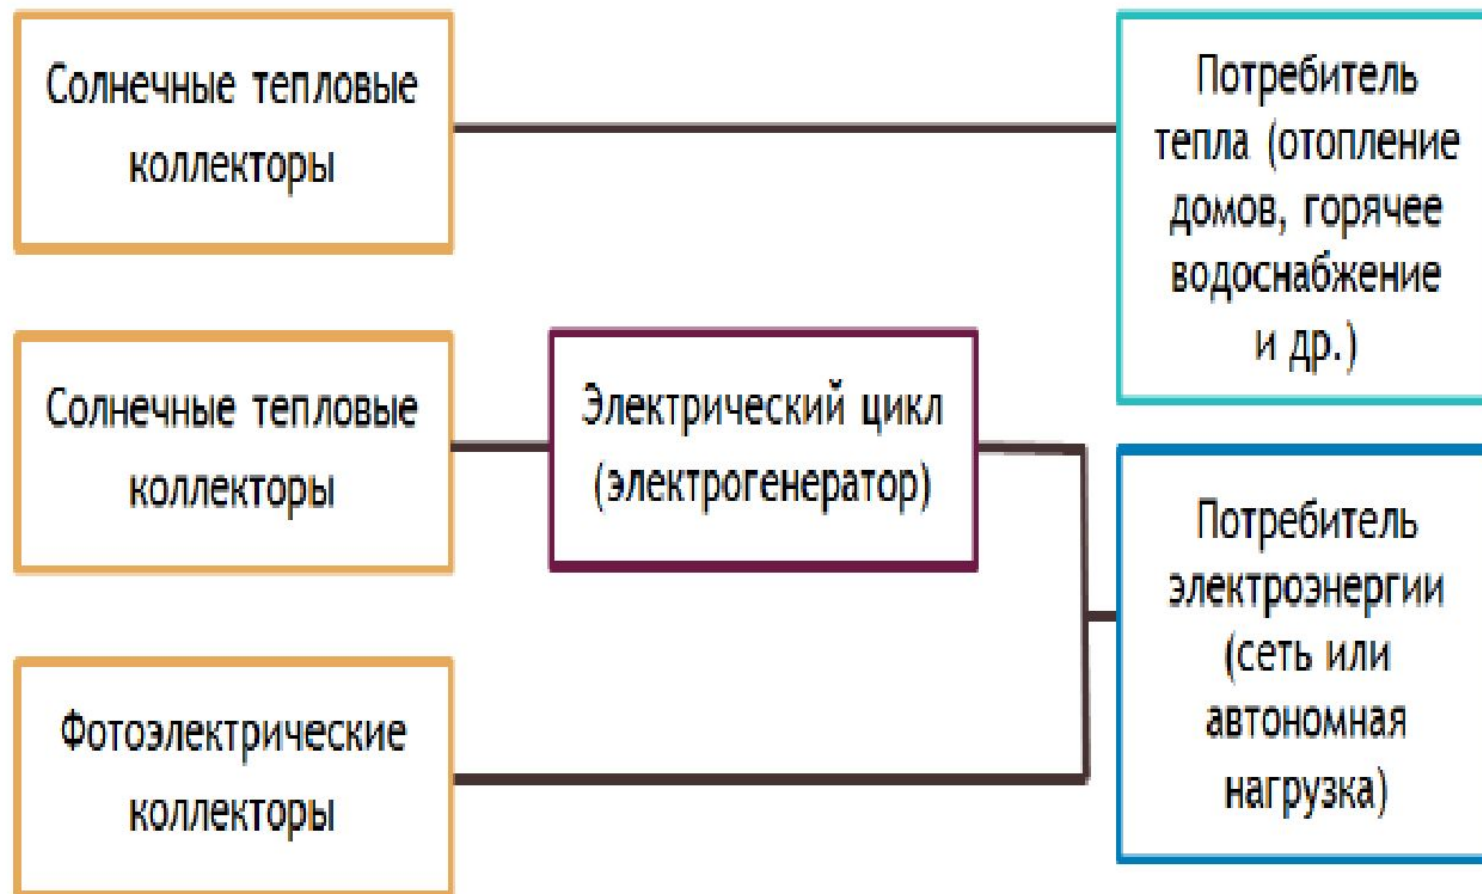 Солнечные тепловые
коллекторы
Потребитель
тепла (отопление
домов, горячее
водоснабжение
и др.)
Солнечные тепловые
коллекторы
Электрический цикл
(электрогенератор)
Потребитель
электроэнергии
(сеть или
автономная
нагрузка)
Фотоэлектрические
коллекторы